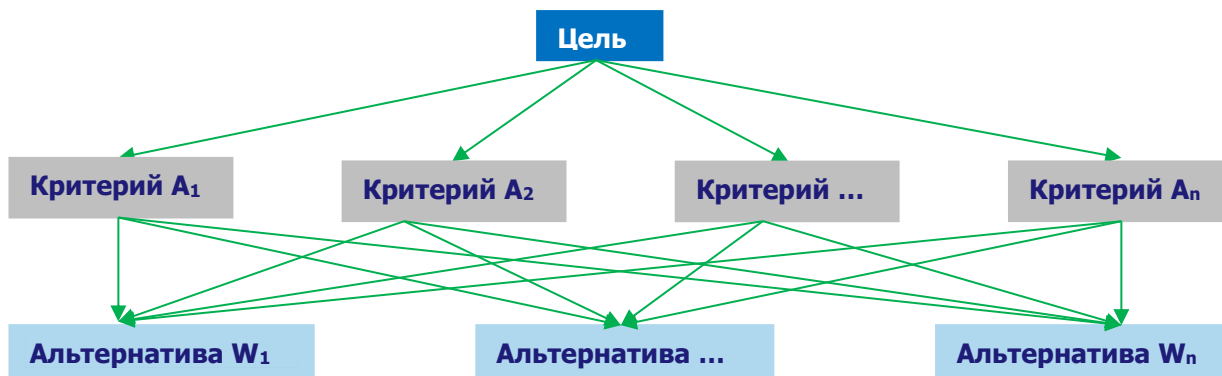 Цель
Критерий A₁
Критерий A₂
Критерий ...
Критерий Aₙ
Альтернатива W₁
Альтернатива ...
Альтернатива Wₙ